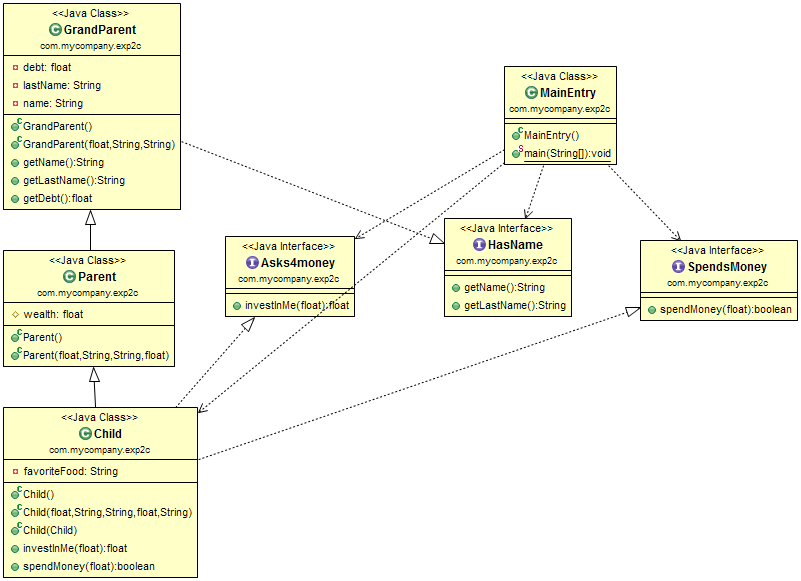 <<Java Class>>
GrandParent
com.mycompany.exp2c
debt: float
lastName: String
name: String
GrandParent()
GrandParent(float,String,String)
getName():String
getLastName():String
getDebt():float
<<Java Class>>
MainEntry
com.mycompany.exp2c
MainEntry()
main(String[]):void
<<Java Class>>
Parent
com.mycompany.exp2c
wealth: float
Parent()
Parent(float,String,String,float)
<<Java Interface>>
Asks4money
com.mycompany.exp2c
investInMe(float):float
<<Java Interface>>
HasName
com.mycompany.exp2c
getName():String
getLastName():String
<<Java Interface>>
SpendsMoney
com.mycompany.exp2c
spendMoney(float):boolean
<<Java Class>>
Child
com.mycompany.exp2c
favoriteFood: String
Child()
Child(float,String,String,float,String)
Child(Child)
investInMe(float):float
spendMoney(float):boolean